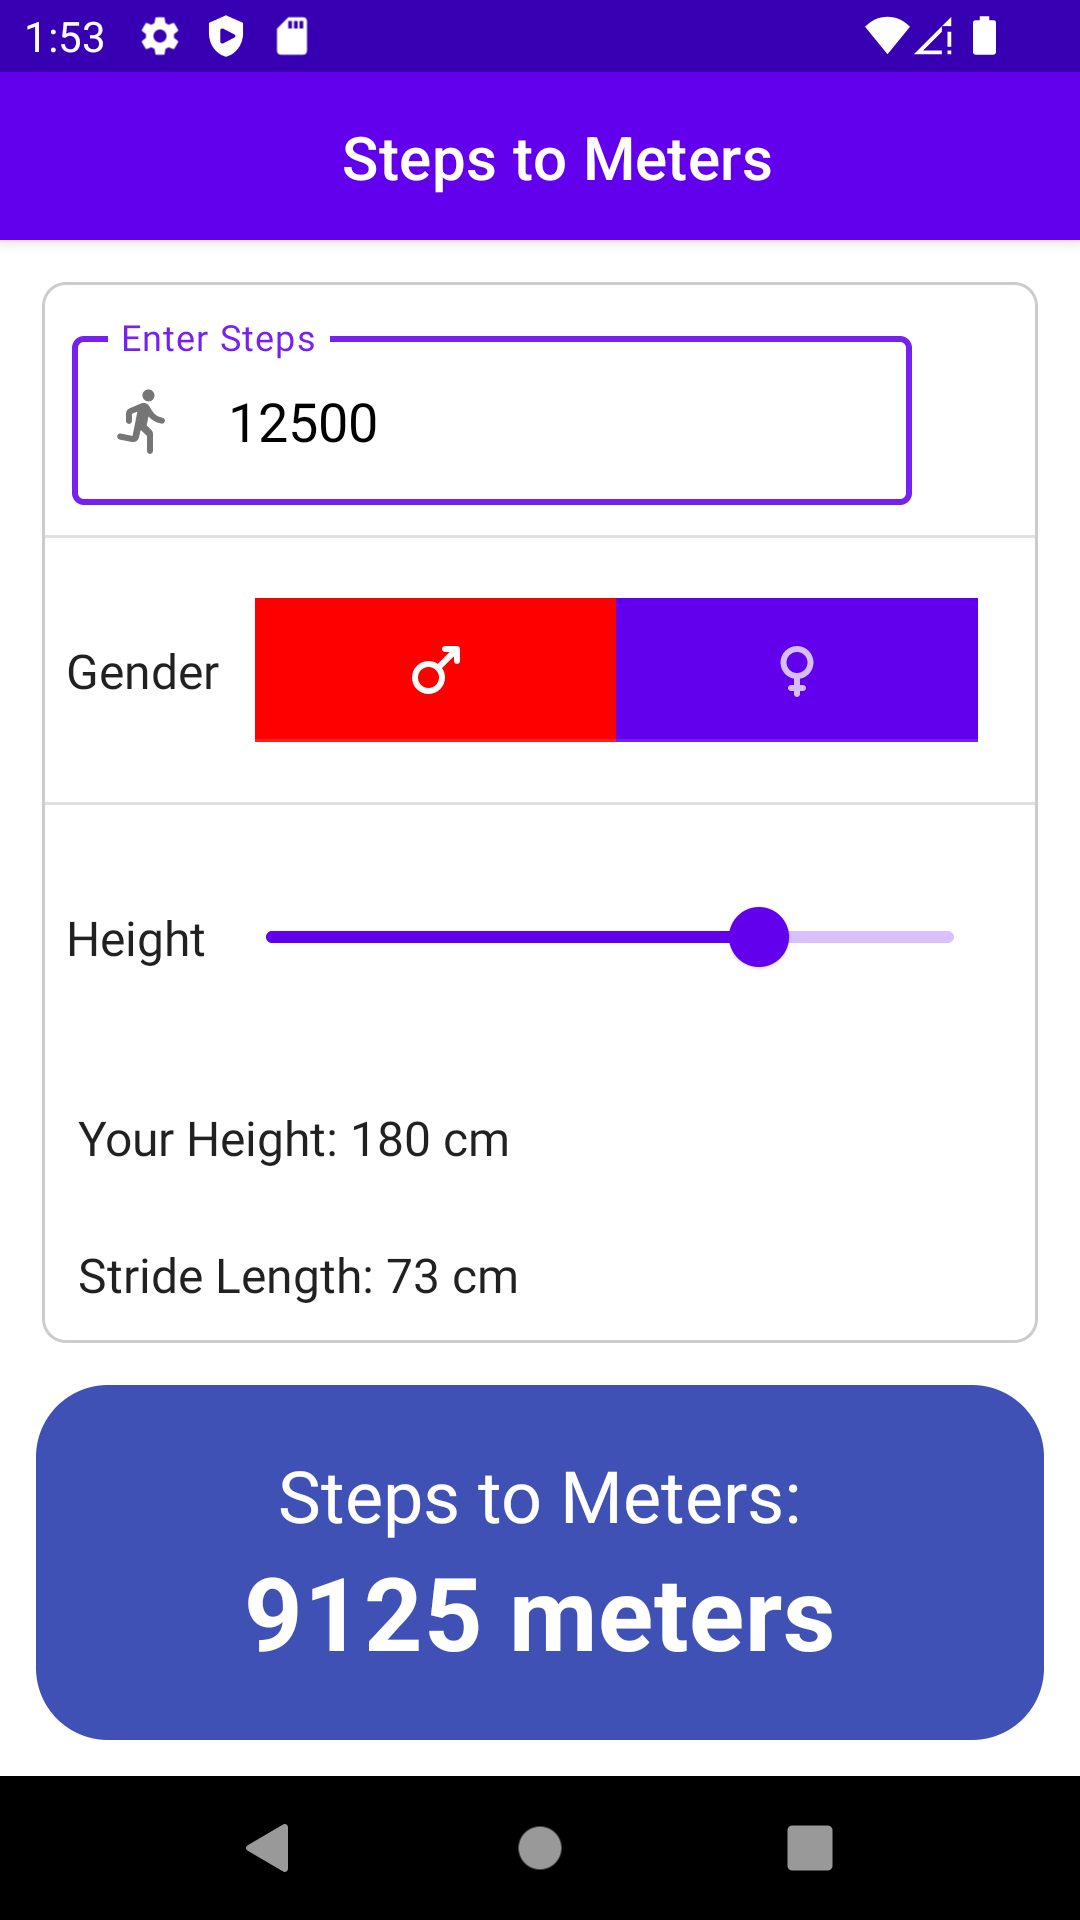 1:53
Steps to Meters
Enter Steps
12500
Gender
Height
Your Height: 180 cm
Stride Length: 73 cm
Steps to Meters:
9125 meters